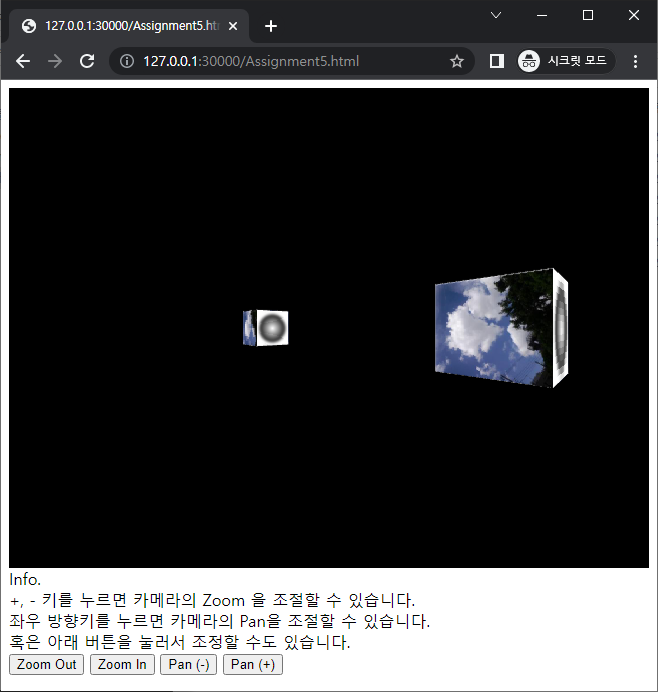 127.0.0.1:30000/Assignment5.ht
127.0.0.1:30000/Assignment5.html
시크릿 모드
Info.
+, - 키를 누르면 카메라의 Zoom 을 조절할 수 있습니다.
좌우 방향키를 누르면 카메라의 Pan을 조절할 수 있습니다.
혹은 아래 버튼을 눌러서 조정할 수도 있습니다.
Zoom Out Zoom In Pan (-) Pan (+)